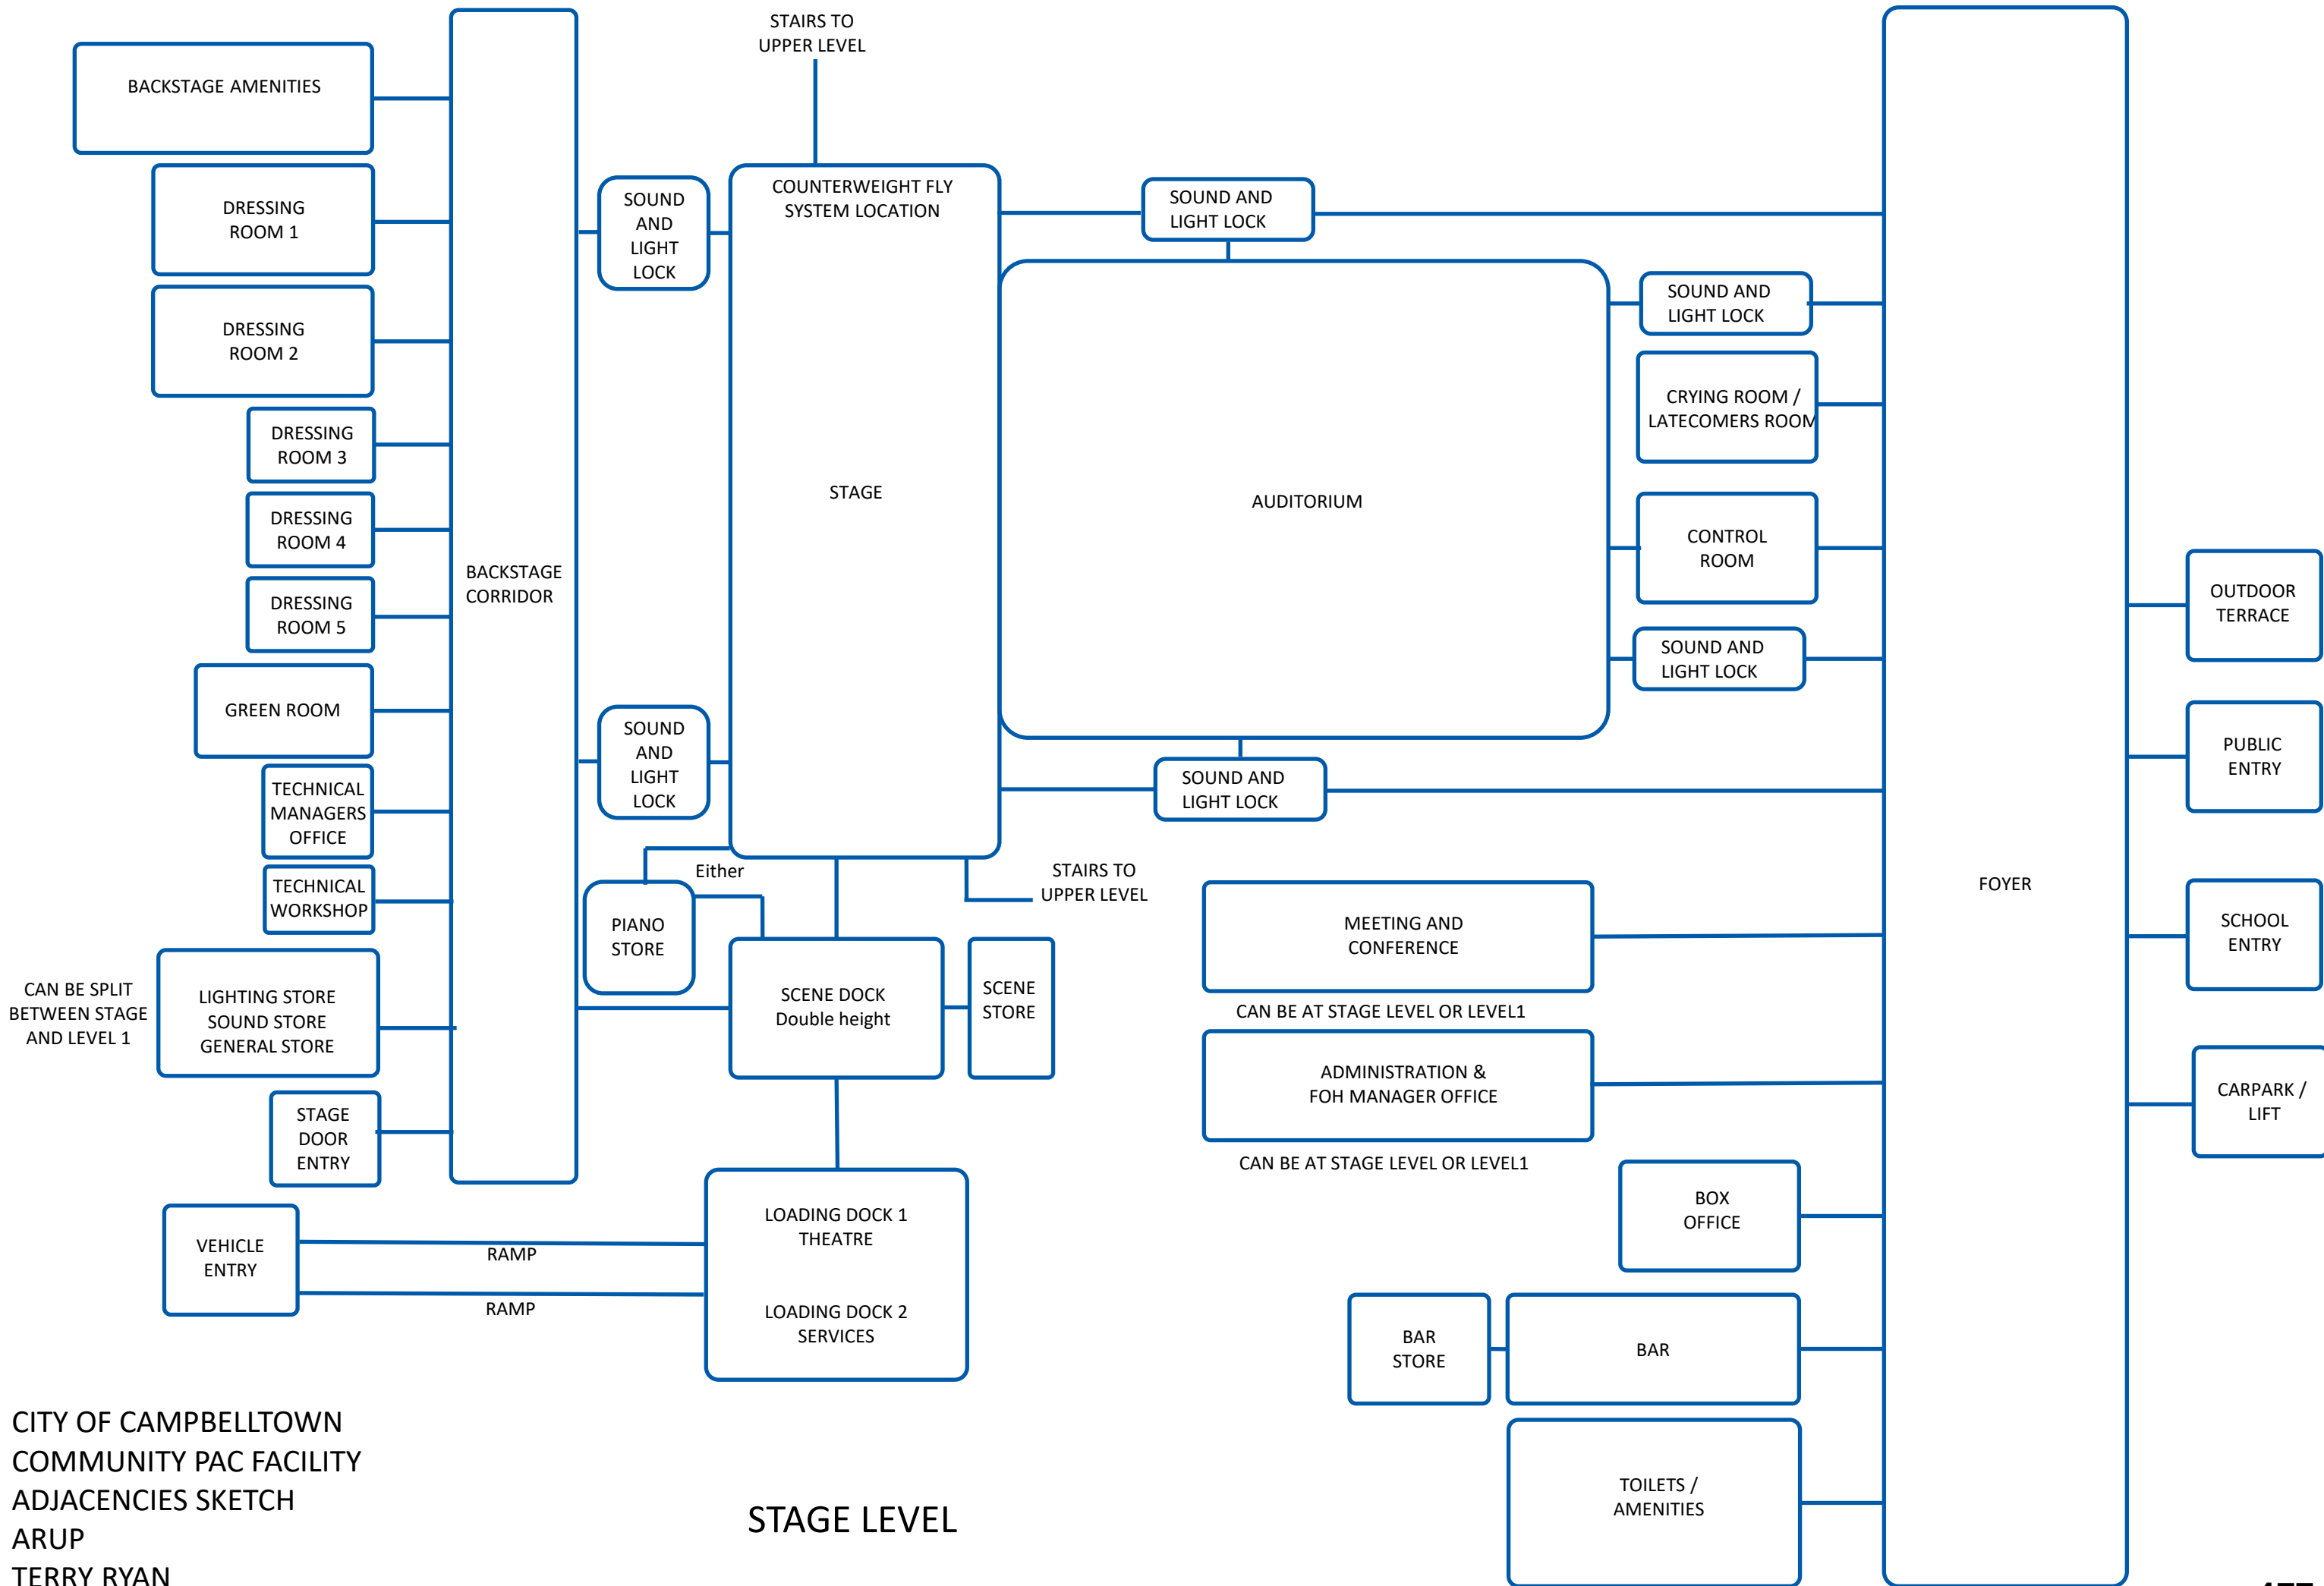 STAIRS TO
UPPER LEVEL
BACKSTAGE AMENITIES
DRESSING
ROOM 1
DRESSING
ROOM 2
DRESSING
ROOM 3
DRESSING
ROOM 4
DRESSING
ROOM 5
GREEN ROOM
TECHNICAL
MANAGERS
OFFICE
TECHNICAL
WORKSHOP
CAN BE SPLIT
BETWEEN STAGE
AND LEVEL 1
LIGHTING STORE
SOUND STORE
GENERAL STORE
STAGE
DOOR
ENTRY
VEHICLE
ENTRY
RAMP
RAMP
BACKSTAGE
CORRIDOR
SOUND
AND
LIGHT
LOCK
SOUND
AND
LIGHT
LOCK
COUNTERWEIGHT FLY
SYSTEM LOCATION
STAGE
Either
PIANO
STORE
STAIRS TO
UPPER LEVEL
SCENE DOCK
Double height
SCENE
STORE
LOADING DOCK 1
THEATRE
LOADING DOCK 2
SERVICES
SOUND AND
LIGHT LOCK
AUDITORIUM
SOUND AND
LIGHT LOCK
SOUND AND
LIGHT LOCK
CRYING ROOM /
LATECOMERS ROOM
CONTROL
ROOM
SOUND AND
LIGHT LOCK
MEETING AND
CONFERENCE
CAN BE AT STAGE LEVEL OR LEVEL1
ADMINISTRATION &
FOH MANAGER OFFICE
CAN BE AT STAGE LEVEL OR LEVEL1
BOX
OFFICE
BAR
STORE
BAR
TOILETS /
AMENITIES
FOYER
OUTDOOR
TERRACE
PUBLIC
ENTRY
SCHOOL
ENTRY
CARPARK /
LIFT
CITY OF CAMPBELLTOWN
COMMUNITY PAC FACILITY
ADJACENCIES SKETCH
ARUP
TERRY RYAN
STAGE LEVEL